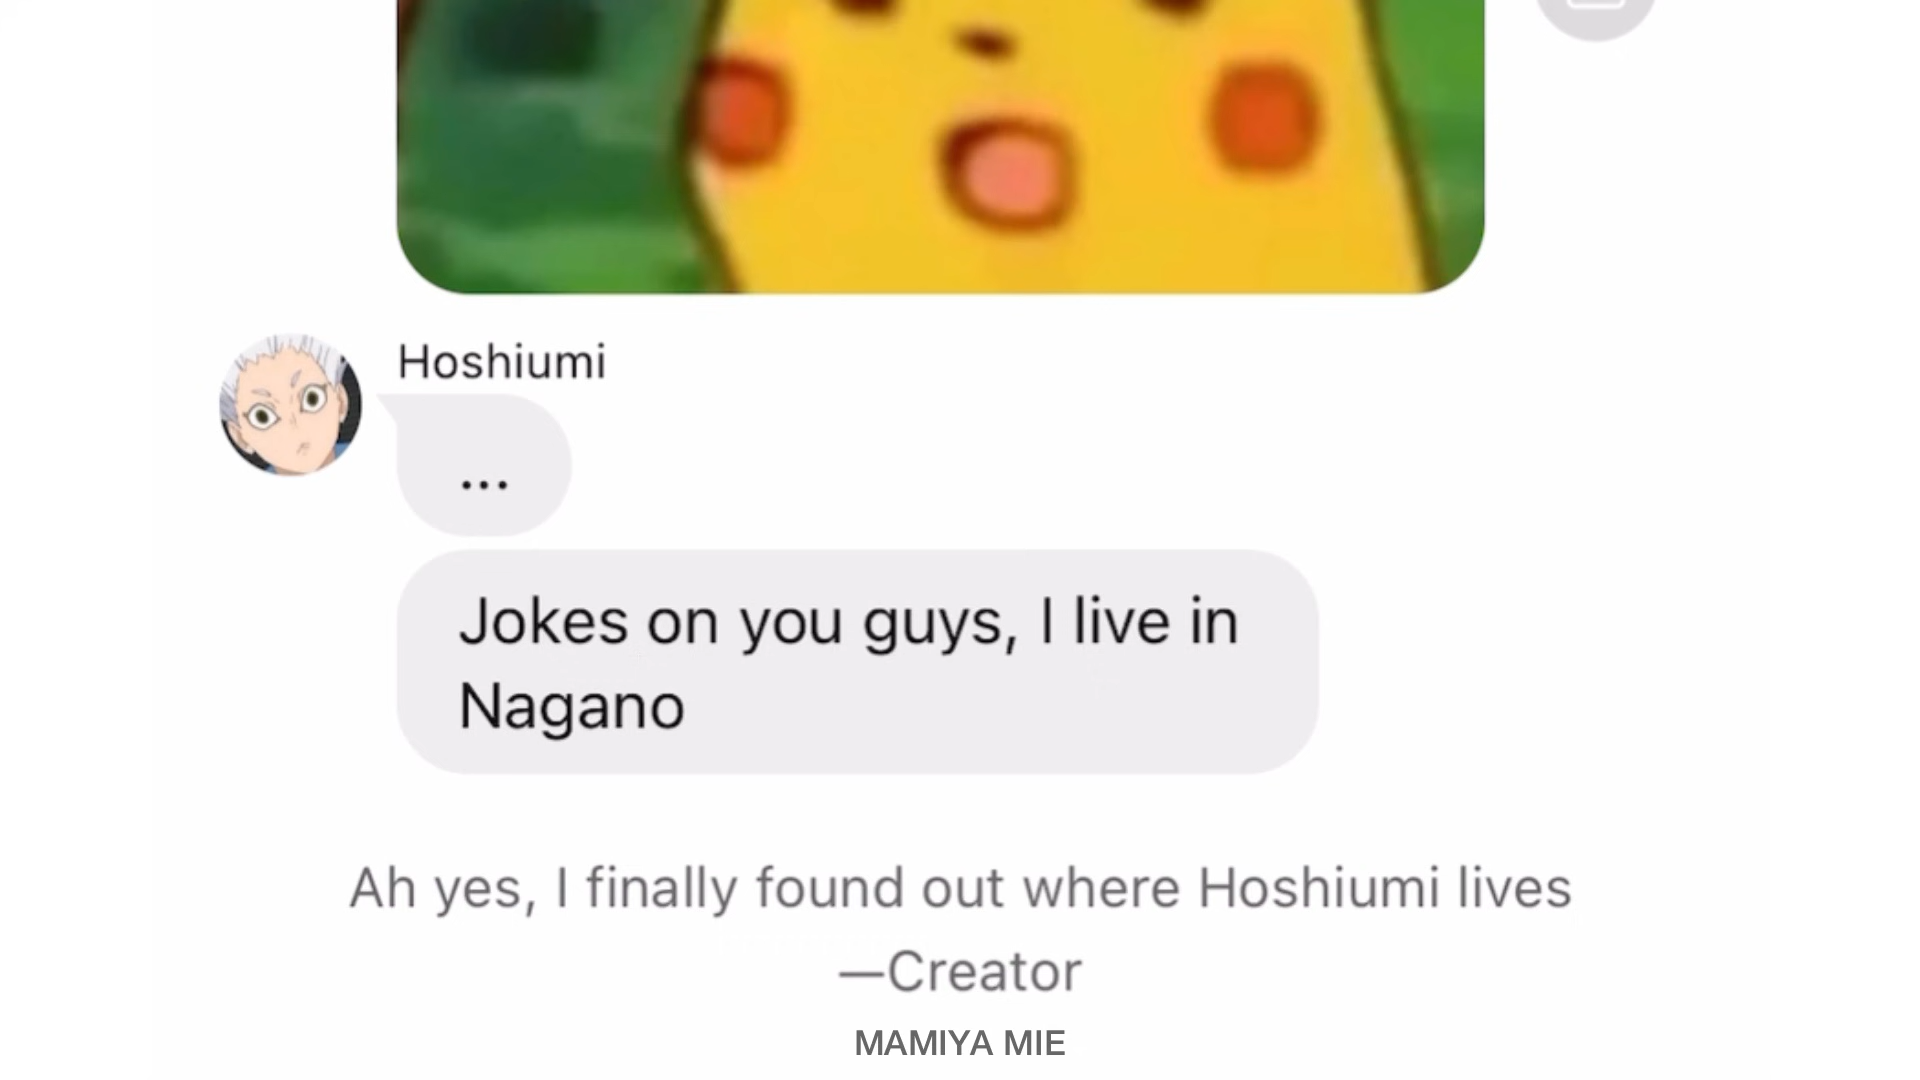 Hoshiumi
...
Jokes on you guys, I live in
Nagano
Ah yes, I finally found out where Hoshiumi lives
—Creator
MAMIYA MIE